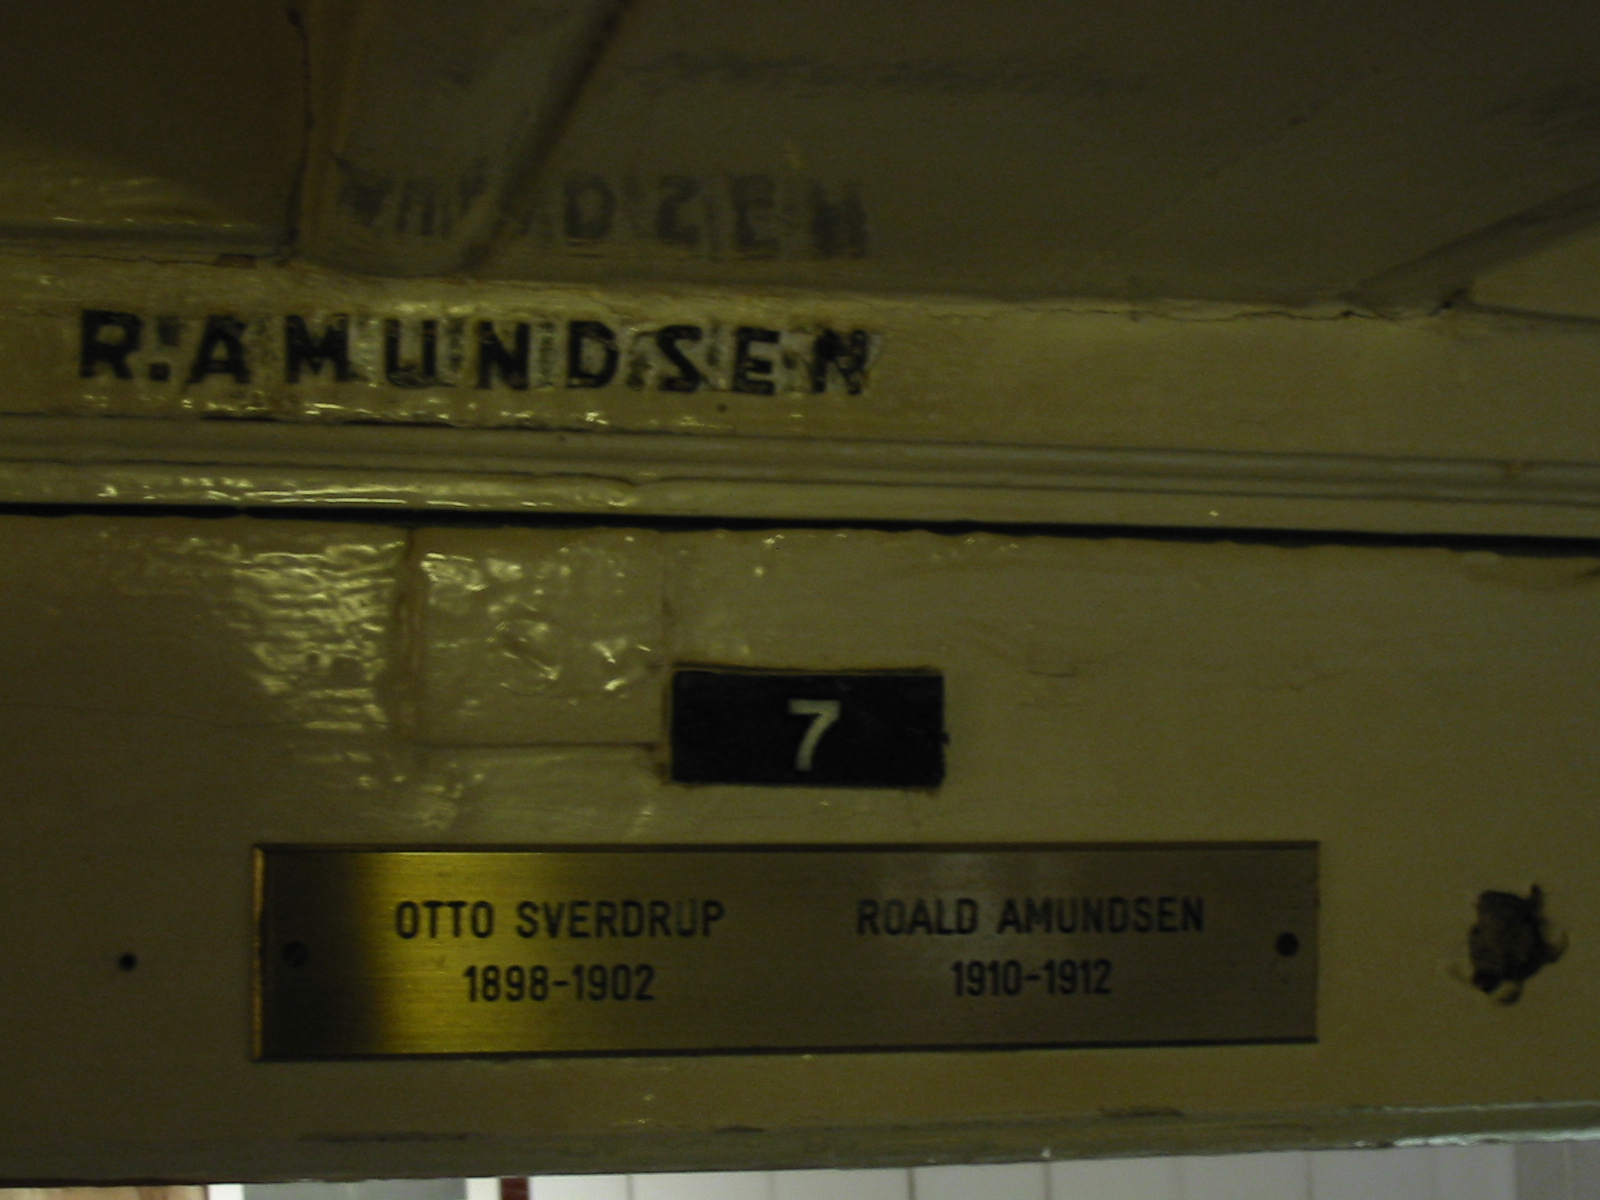 R. AMUNDSEN
7
OTTO SVERDRUP
1898-1902
ROALD AMUNDSEN
1910-1912